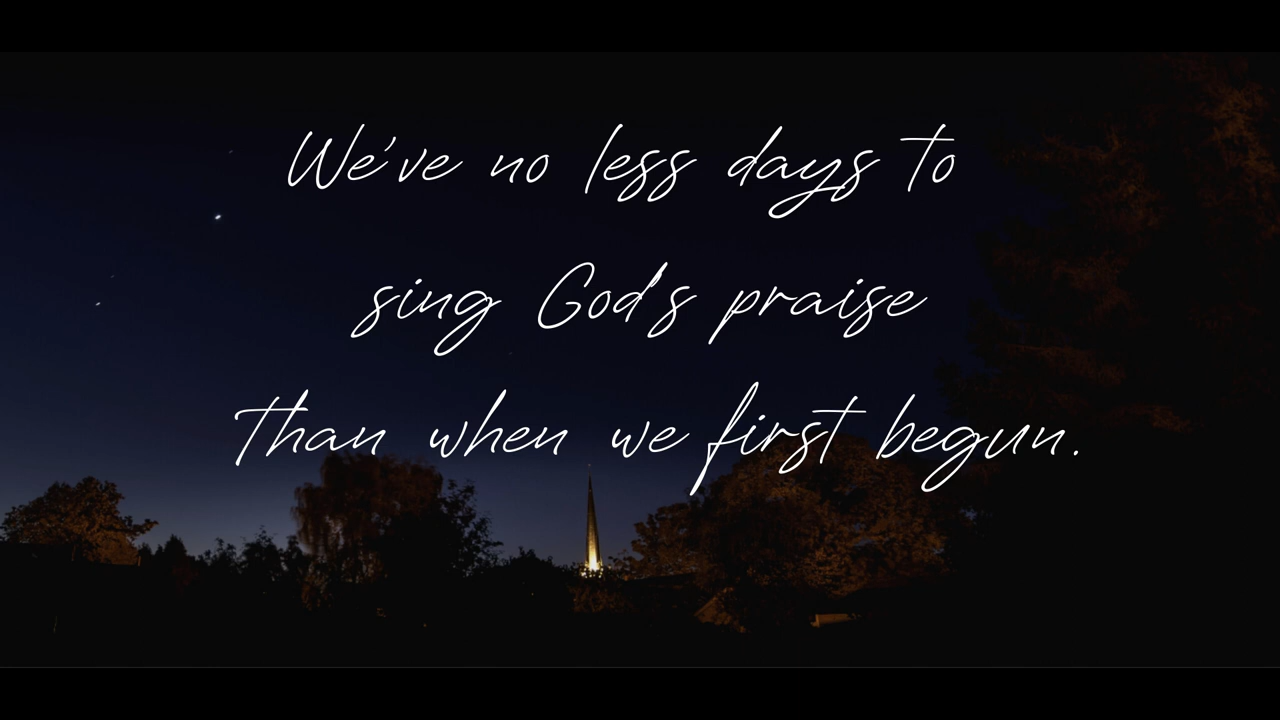 We've no less days to
sing God's praise
than when we first begun.